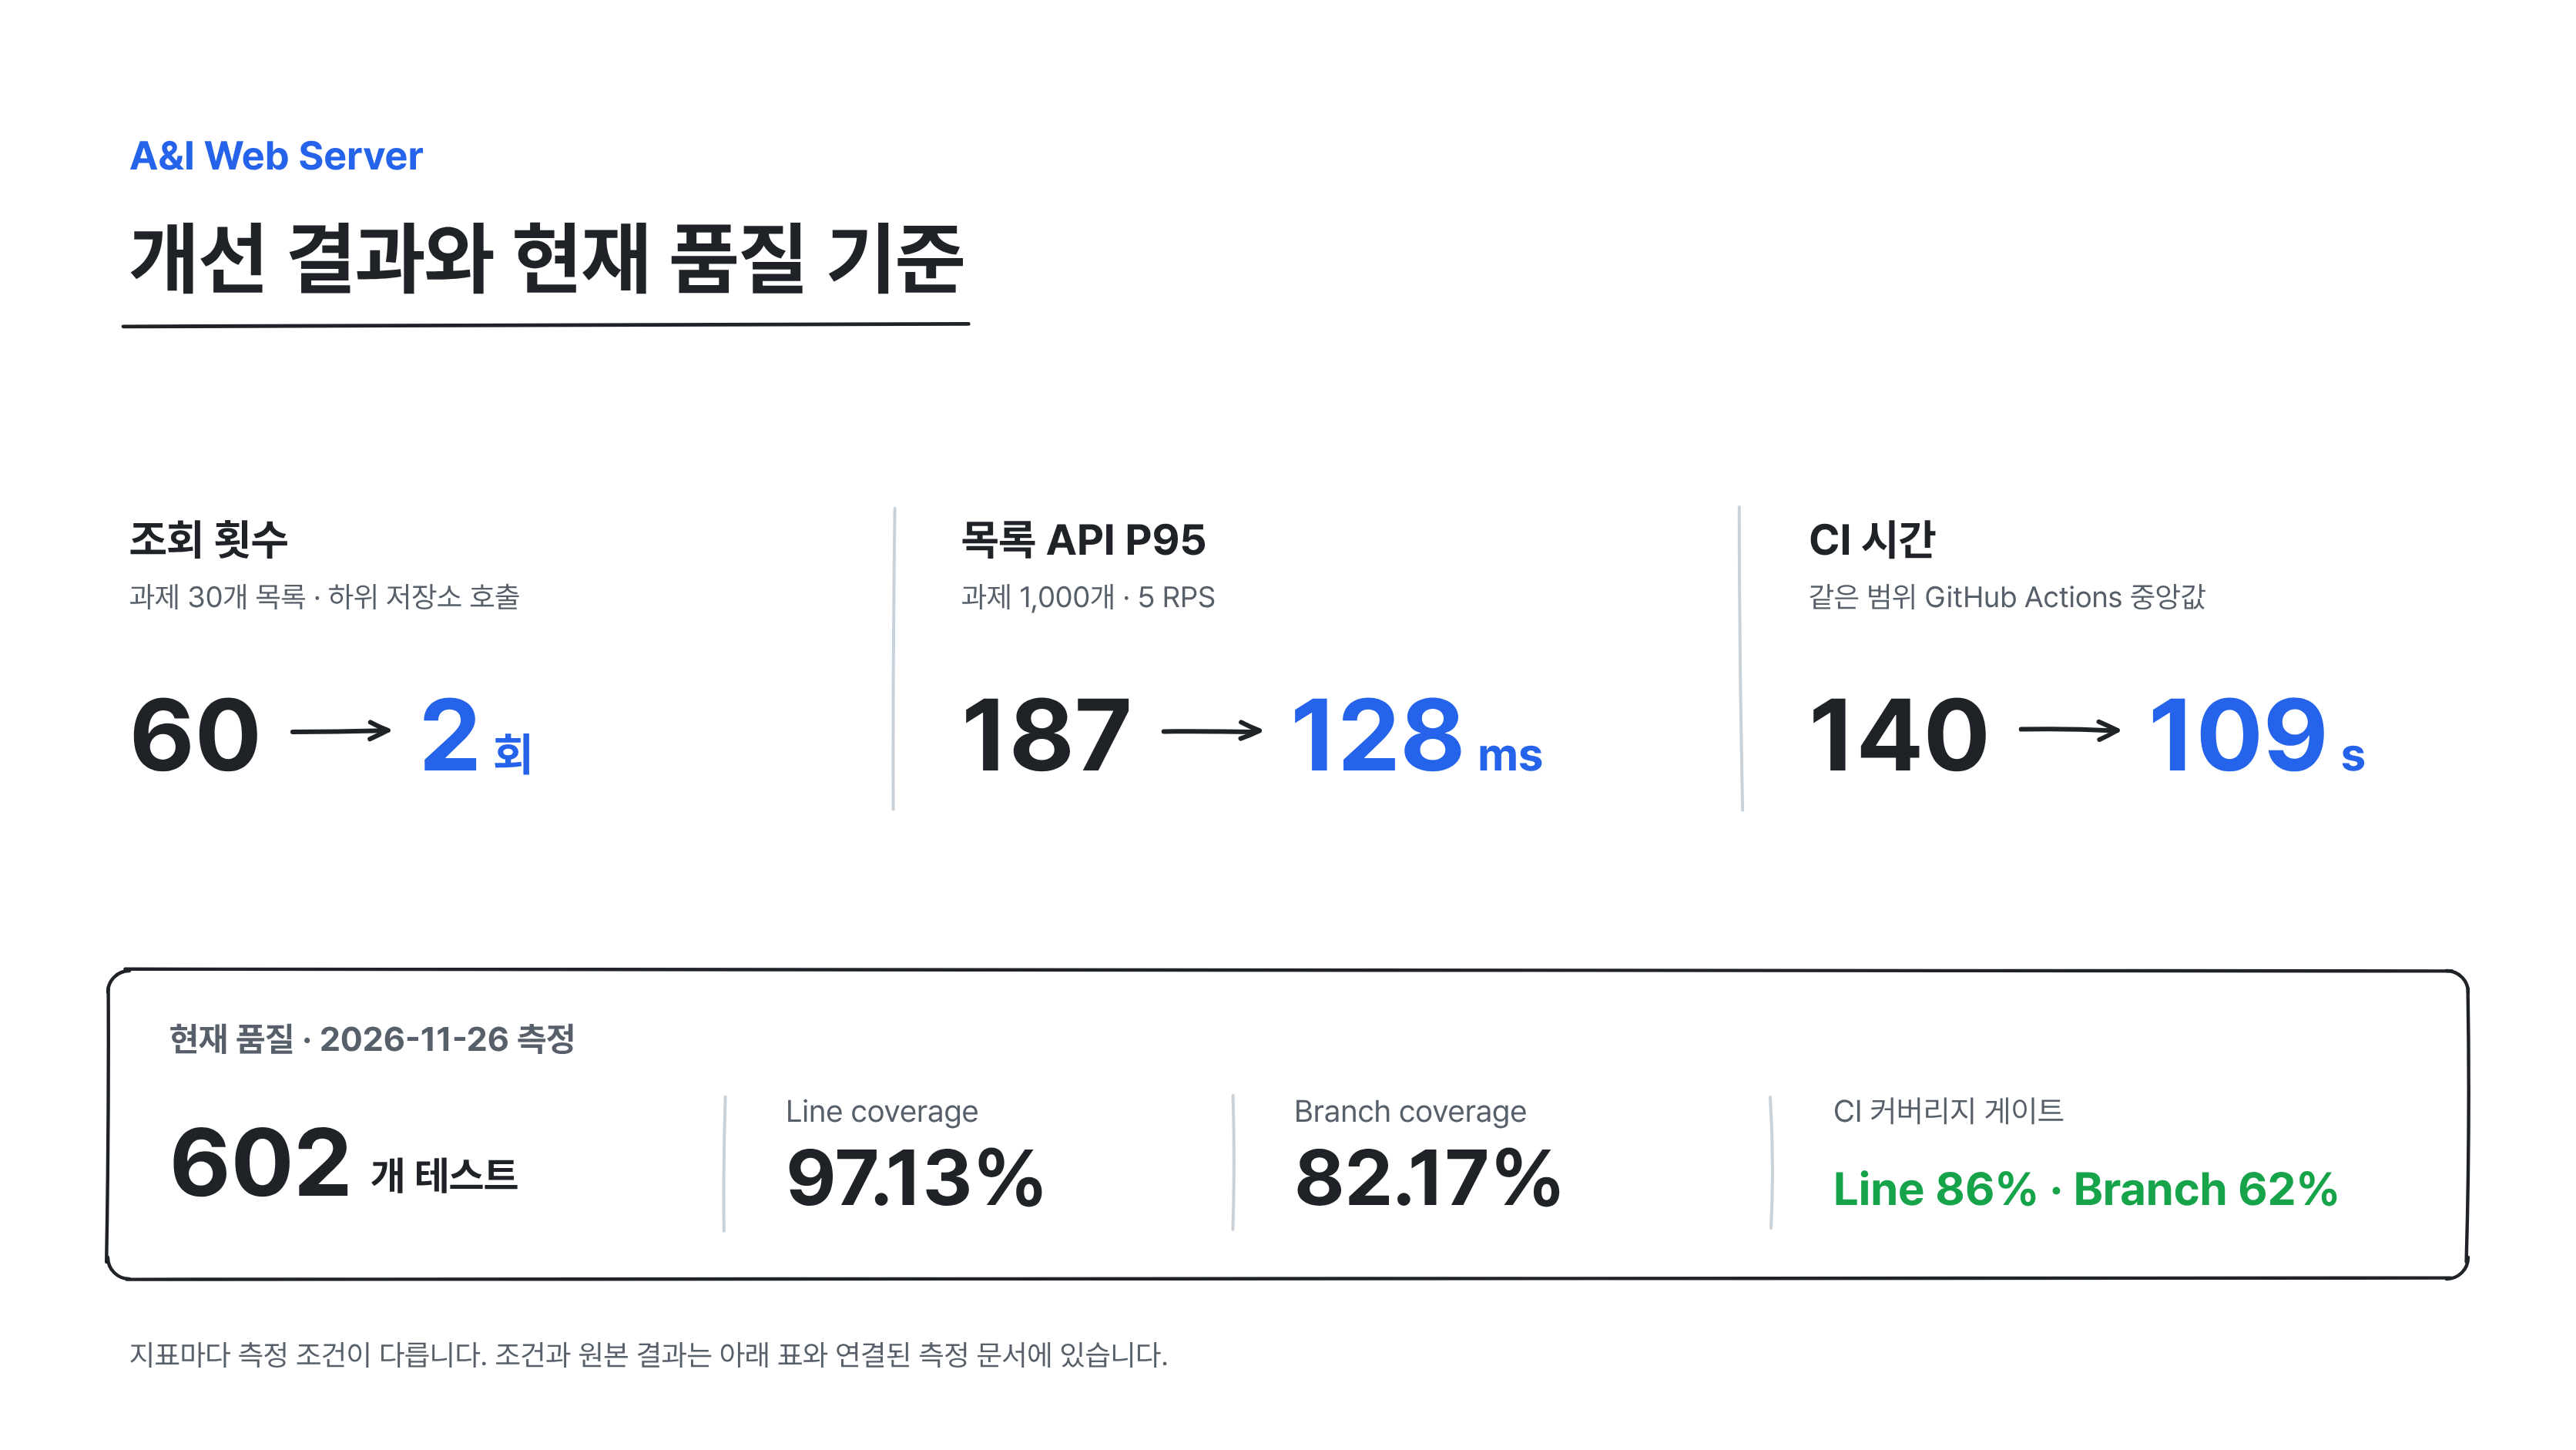 A&I Web Server
개선 결과와 현재 품질 기준
조회 횟수
과제 30개 목록 · 하위 저장소 호출
60 → 2 회
목록 API P95
과제 1,000개 · 5 RPS
187 → 128 ms
CI 시간
같은 범위 GitHub Actions 중앙값
140 → 109 s
현재 품질 · 2026-11-26 측정
602 개 테스트
Line coverage
97.13%
Branch coverage
82.17%
CI 커버리지 게이트
Line 86% · Branch 62%
지표마다 측정 조건이 다릅니다. 조건과 원본 결과는 아래 표와 연결된 측정 문서에 있습니다.